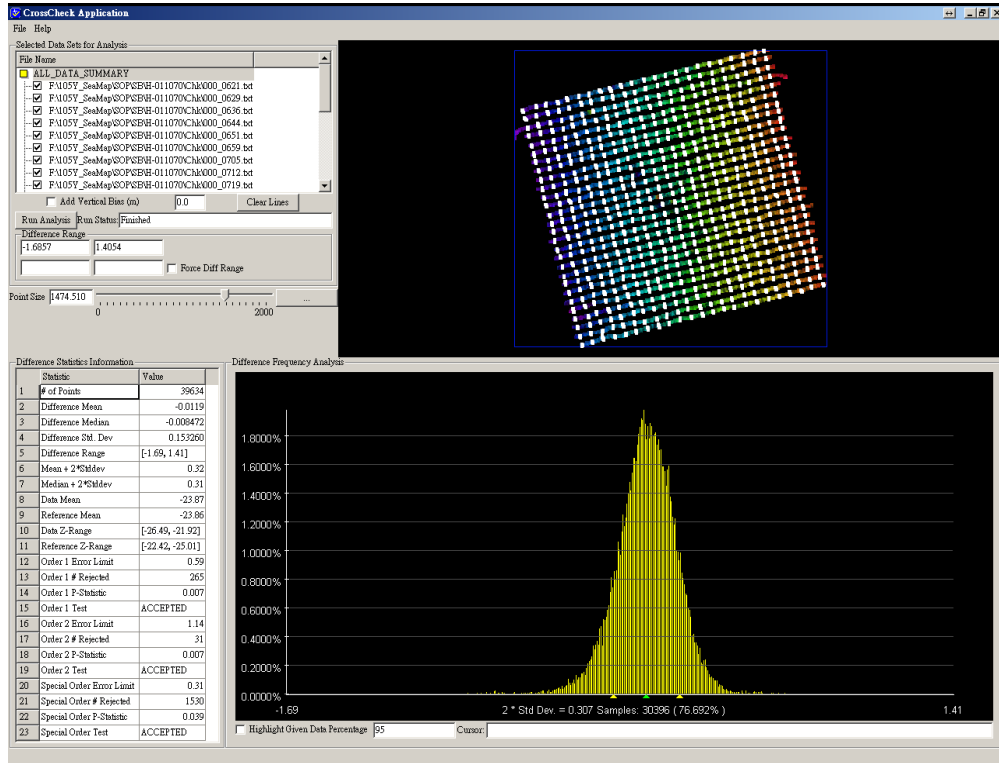 CrossCheck Application
File Help
Selected Data Sets for Analysis
File Name
ALL_DATA_SUMMARY
F:\105Y_SeaMap\SOP\SB\H-011070\Chk\000_0621.txt
F:\105Y_SeaMap\SOP\SB\H-011070\Chk\000_0629.txt
F:\105Y_SeaMap\SOP\SB\H-011070\Chk\000_0636.txt
F:\105Y_SeaMap\SOP\SB\H-011070\Chk\000_0644.txt
F:\105Y_SeaMap\SOP\SB\H-011070\Chk\000_0651.txt
F:\105Y_SeaMap\SOP\SB\H-011070\Chk\000_0659.txt
F:\105Y_SeaMap\SOP\SB\H-011070\Chk\000_0705.txt
F:\105Y_SeaMap\SOP\SB\H-011070\Chk\000_0712.txt
F:\105Y_SeaMap\SOP\SB\H-011070\Chk\000_0719.txt
Add Vertical Bias (m) 0.0 Clear Lines
Run Analysis Run Status: Finished
Difference Range
-1.6857 1.4054
Force Diff Range
Point Size 1474.510 ...
0 2000
Difference Statistics Information
Statistic Value
1 # of Points 39634
2 Difference Mean -0.0119
3 Difference Median -0.008472
4 Difference Std. Dev 0.153260
5 Difference Range [-1.69, 1.41]
6 Mean + 2*Stddev 0.32
7 Median + 2*Stddev 0.31
8 Data Mean -23.87
9 Reference Mean -23.86
10 Data Z-Range [-26.49, -21.92]
11 Reference Z-Range [-22.42, -25.01]
12 Order 1 Error Limit 0.59
13 Order 1 # Rejected 265
14 Order 1 P-Statistic 0.007
15 Order 1 Test ACCEPTED
16 Order 2 Error Limit 1.14
17 Order 2 # Rejected 31
18 Order 2 P-Statistic 0.007
19 Order 2 Test ACCEPTED
20 Special Order Error Limit 0.31
21 Special Order # Rejected 1530
22 Special Order P-Statistic 0.039
23 Special Order Test ACCEPTED
Difference Frequency Analysis
1.8000%
1.6000%
1.4000%
1.2000%
1.0000%
0.8000%
0.6000%
0.4000%
0.2000%
0.0000%
-1.69 2 * Std Dev. = 0.307 Samples: 30396 ( 76.692% ) 1.41
Highlight Given Data Percentage 95 Cursor: